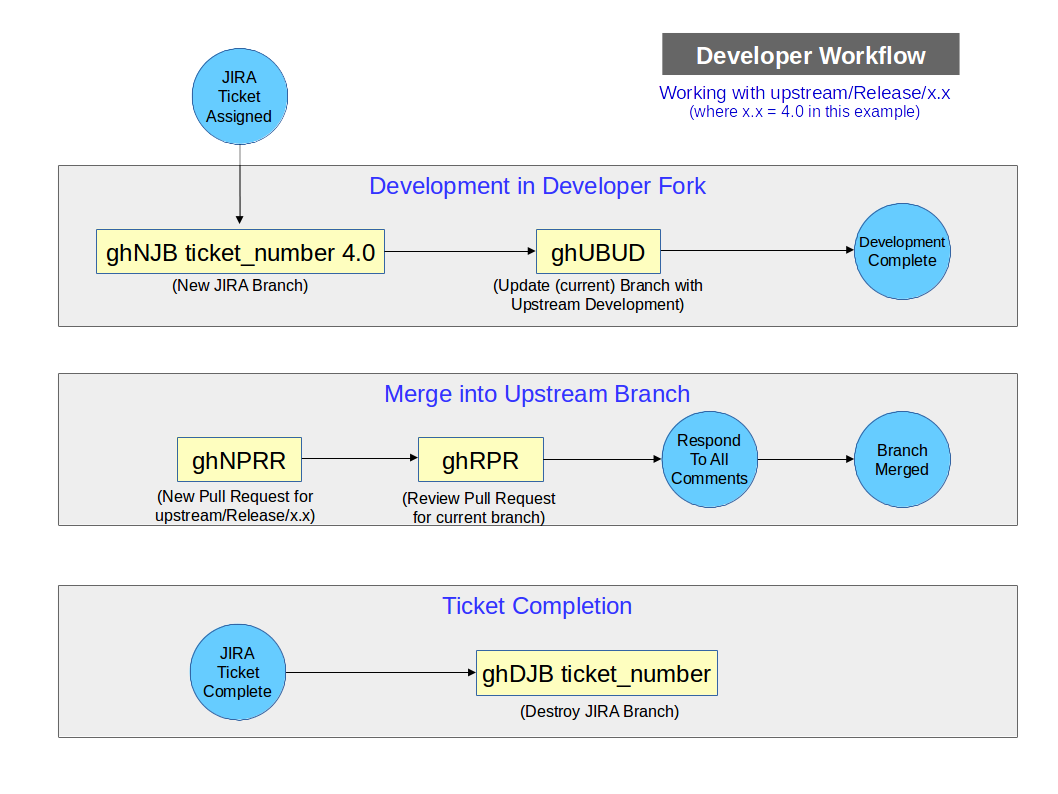 Developer Workflow
Working with upstream/Release/x.x
(where x.x = 4.0 in this example)
JIRA
Ticket
Assigned
Development in Developer Fork
ghNJB ticket_number 4.0
(New JIRA Branch)
ghUBUD
(Update (current) Branch with
Upstream Development)
Development
Complete
Merge into Upstream Branch
ghNPRR
(New Pull Request for
upstream/Release/x.x)
ghRPR
(Review Pull Request
for current branch)
Respond
To All
Comments
Branch
Merged
Ticket Completion
JIRA
Ticket
Complete
ghDJB ticket_number
(Destroy JIRA Branch)